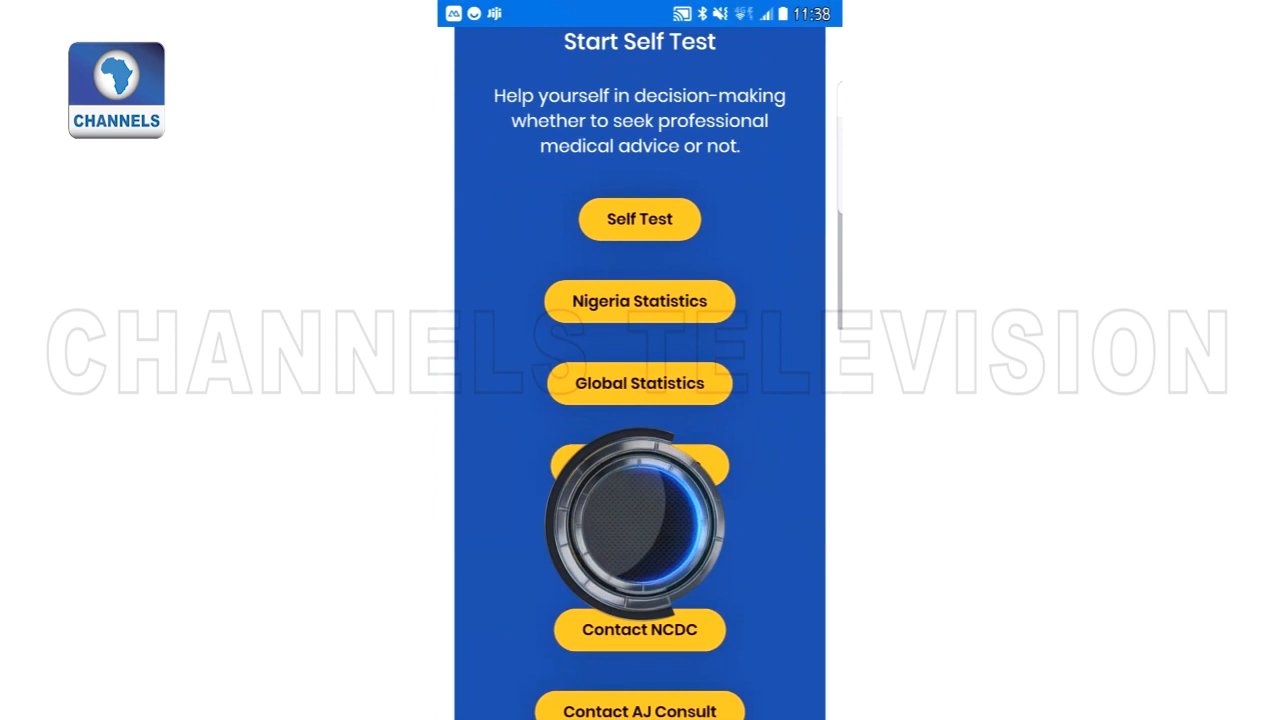 Jiji
11:38
Start Self Test
CHANNELS
Help yourself in decision-making
whether to seek professional
medical advice or not.
Self Test
Nigeria Statistics
CHANNELS TELEVISION
Global Statistics
Contact NCDC
Contact AJ Consult